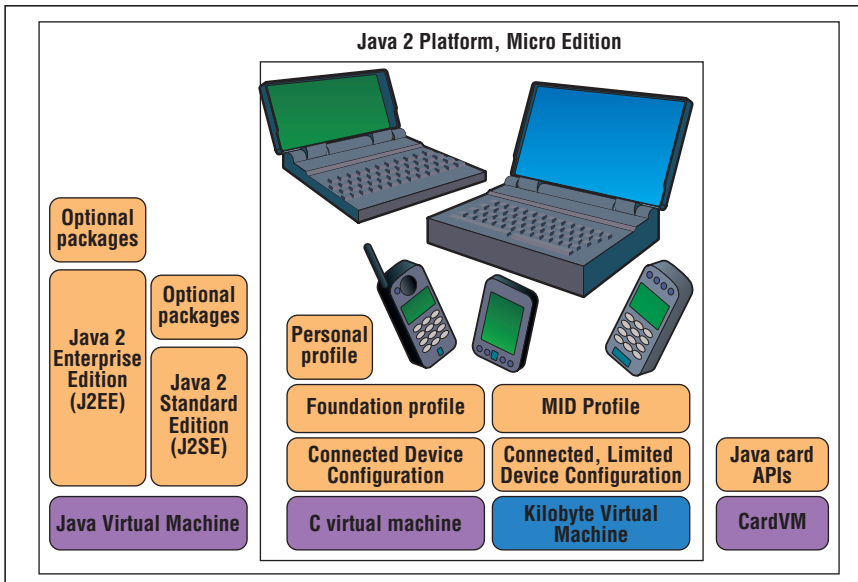 Java 2 Platform, Micro Edition
Optional
packages
Java 2
Enterprise
Edition
(J2EE)
Optional
packages
Java 2
Standard
Edition
(J2SE)
Java Virtual Machine
Personal
profile
Foundation profile
MID Profile
Connected Device
Configuration
Connected, Limited
Device Configuration
C virtual machine
Kilobyte Virtual
Machine
Java card
APIs
CardVM